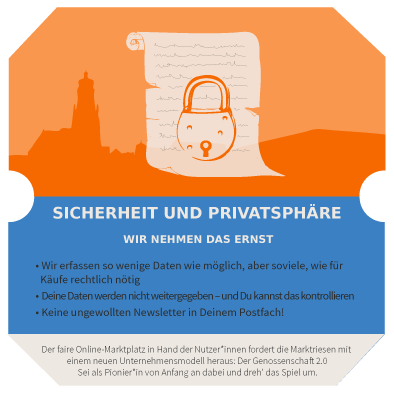 SICHERHEIT UND PRIVATSPHÄRE
WIR NEHMEN DAS ERNST
• Wir erfassen so wenige Daten wie möglich, aber soviele, wie für
Käufe rechtlich nötig
• Deine Daten werden nicht weitergegeben – und Du kannst das kontrollieren
• Keine ungewollten Newsletter in Deinem Postfach!
Der faire Online-Marktplatz in Hand der Nutzer*innen fordert die Marktriesen mit
einem neuen Unternehmensmodell heraus: Der Genossenschaft 2.0
Sei als Pionier*in von Anfang an dabei und dreh' das Spiel um.